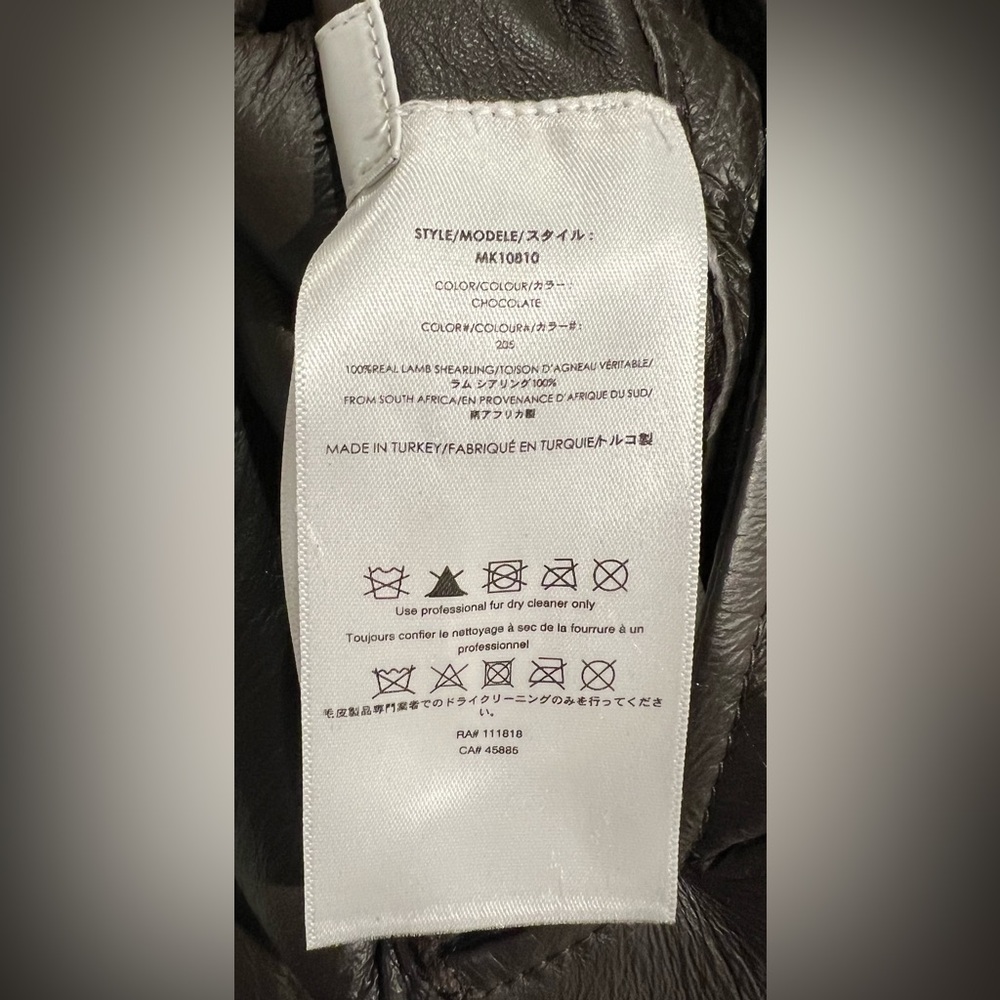 STYLE/MODELE/スタイル :
MK10810
COLOR/COLOUR/カラー :
CHOCOLATE
COLOR#/COLOUR#/カラー#:
205
100%REAL LAMB SHEARLING/TOISON D'AGNEAU VÉRITABLE/
ラム シアリング100%
FROM SOUTH AFRICA/EN PROVENANCE D'AFRIQUE DU SUD/
南アフリカ製
MADE IN TURKEY/FABRIQUÉ EN TURQUIE/トルコ製
Use professional fur dry cleaner only
Toujours confier le nettoyage à sec de la fourrure à un
professionnel
毛皮製品専門業者でのドライクリーニングのみを行ってくださ
い。
RA# 111818
CA# 45885